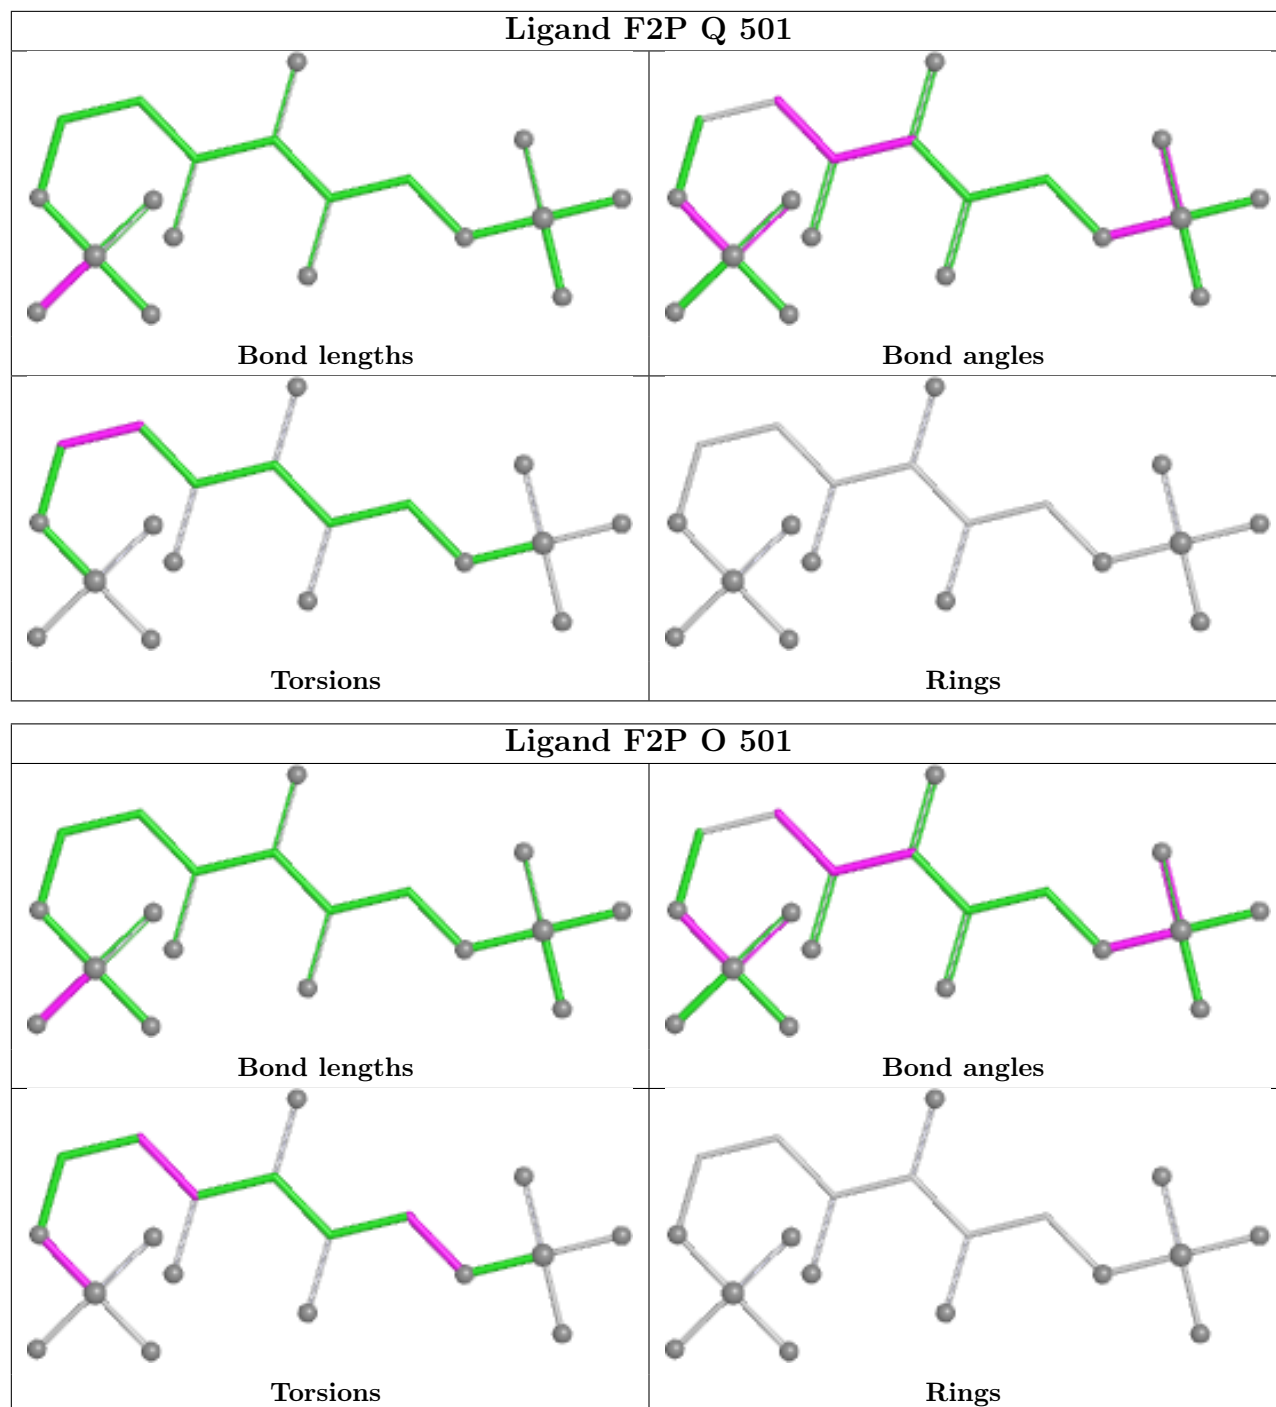 Ligand F2P Q 501
Bond lengths
Bond angles
Torsions
Rings
Ligand F2P O 501
Bond lengths
Bond angles
Torsions
Rings